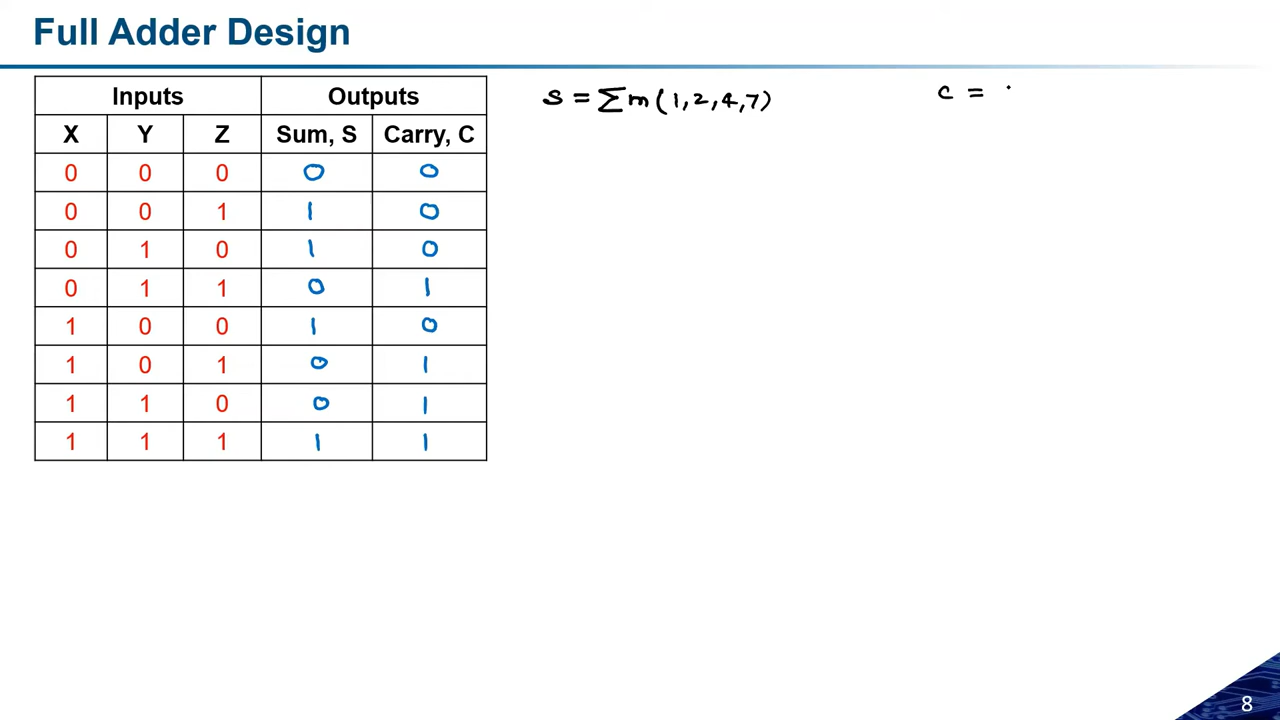 Full Adder Design
Inputs Outputs
X Y Z Sum, S Carry, C
0 0 0 0 0
0 0 1 1 0
0 1 0 1 0
0 1 1 0 1
1 0 0 1 0
1 0 1 0 1
1 1 0 0 1
1 1 1 1 1
S = ∑m(1,2,4,7)
C =
8